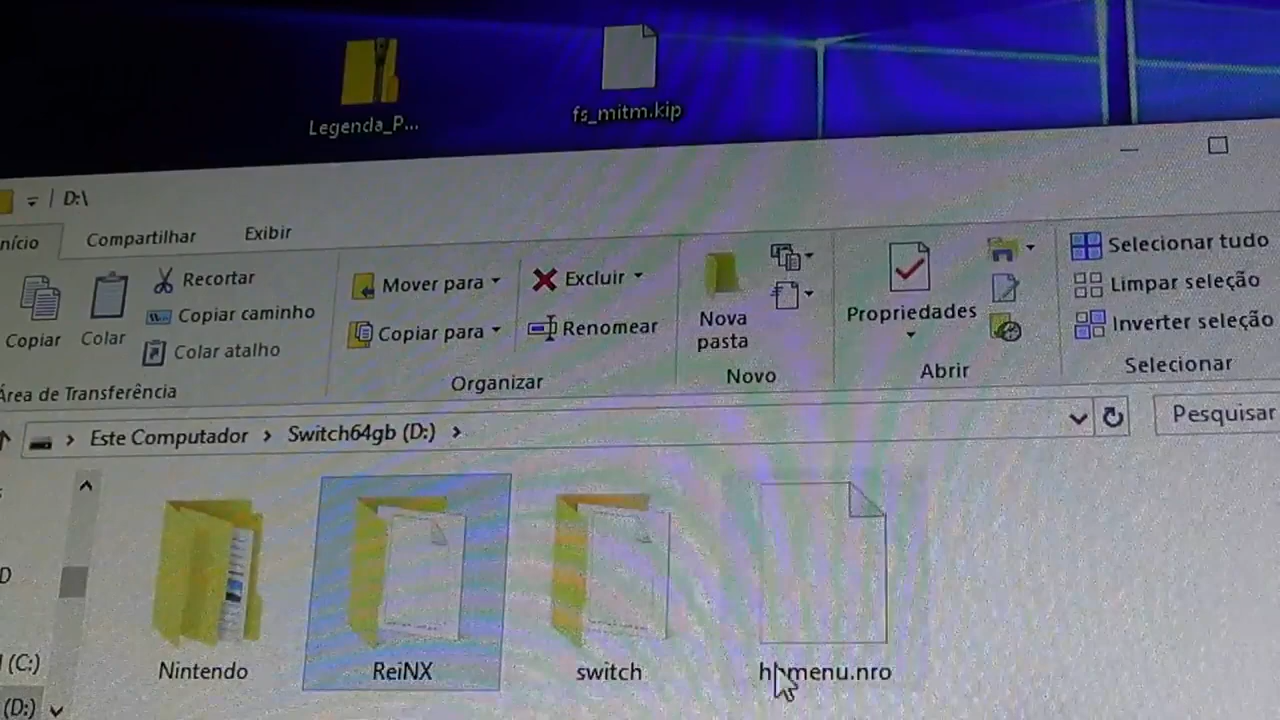 Legenda_P...
fs_mitm.kip
D:\
nício
Compartilhar
Exibir
Copiar
Colar
Recortar
Copiar caminho
Colar atalho
Área de Transferência
Mover para
Copiar para
Excluir
Renomear
Organizar
Nova
pasta
Novo
Propriedades
Abrir
Selecionar tudo
Limpar seleção
Inverter seleção
Selecionar
Este Computador > Switch64gb (D:) >
Pesquisar
D
(C:)
(D:)
Nintendo
ReiNX
switch
hbmenu.nro